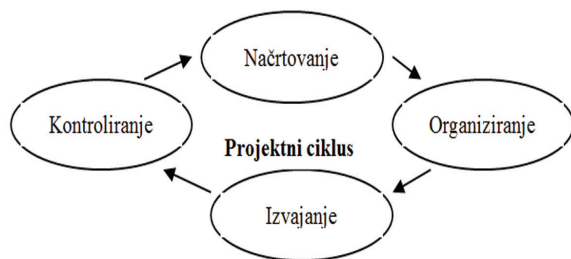 Načrtovanje
Kontroliranje
Organiziranje
Projektni ciklus
Izvajanje